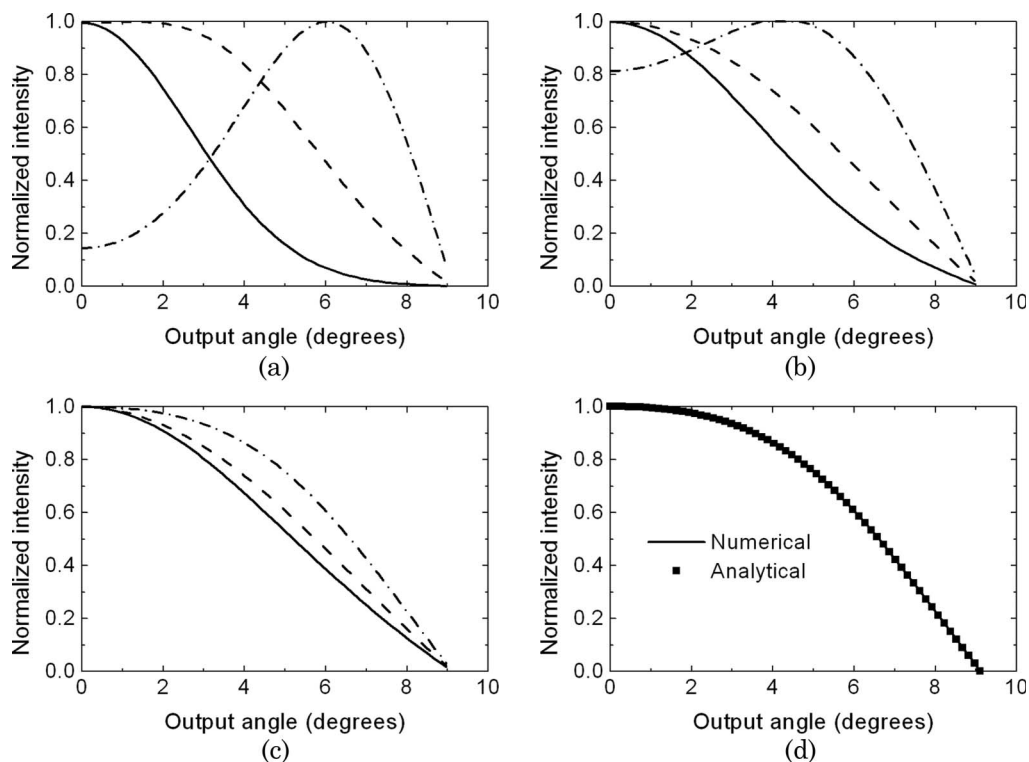 1.0
0.8
0.6
0.4
0.2
0.0
Normalized intensity
0 2 4 6 8 10
Output angle (degrees)
(a)
1.0
0.8
0.6
0.4
0.2
0.0
Normalized intensity
0 2 4 6 8 10
Output angle (degrees)
(b)
1.0
0.8
0.6
0.4
0.2
0.0
Normalized intensity
0 2 4 6 8 10
Output angle (degrees)
(c)
1.0
0.8
0.6
0.4
0.2
0.0
Normalized intensity
Numerical
Analytical
0 2 4 6 8 10
Output angle (degrees)
(d)